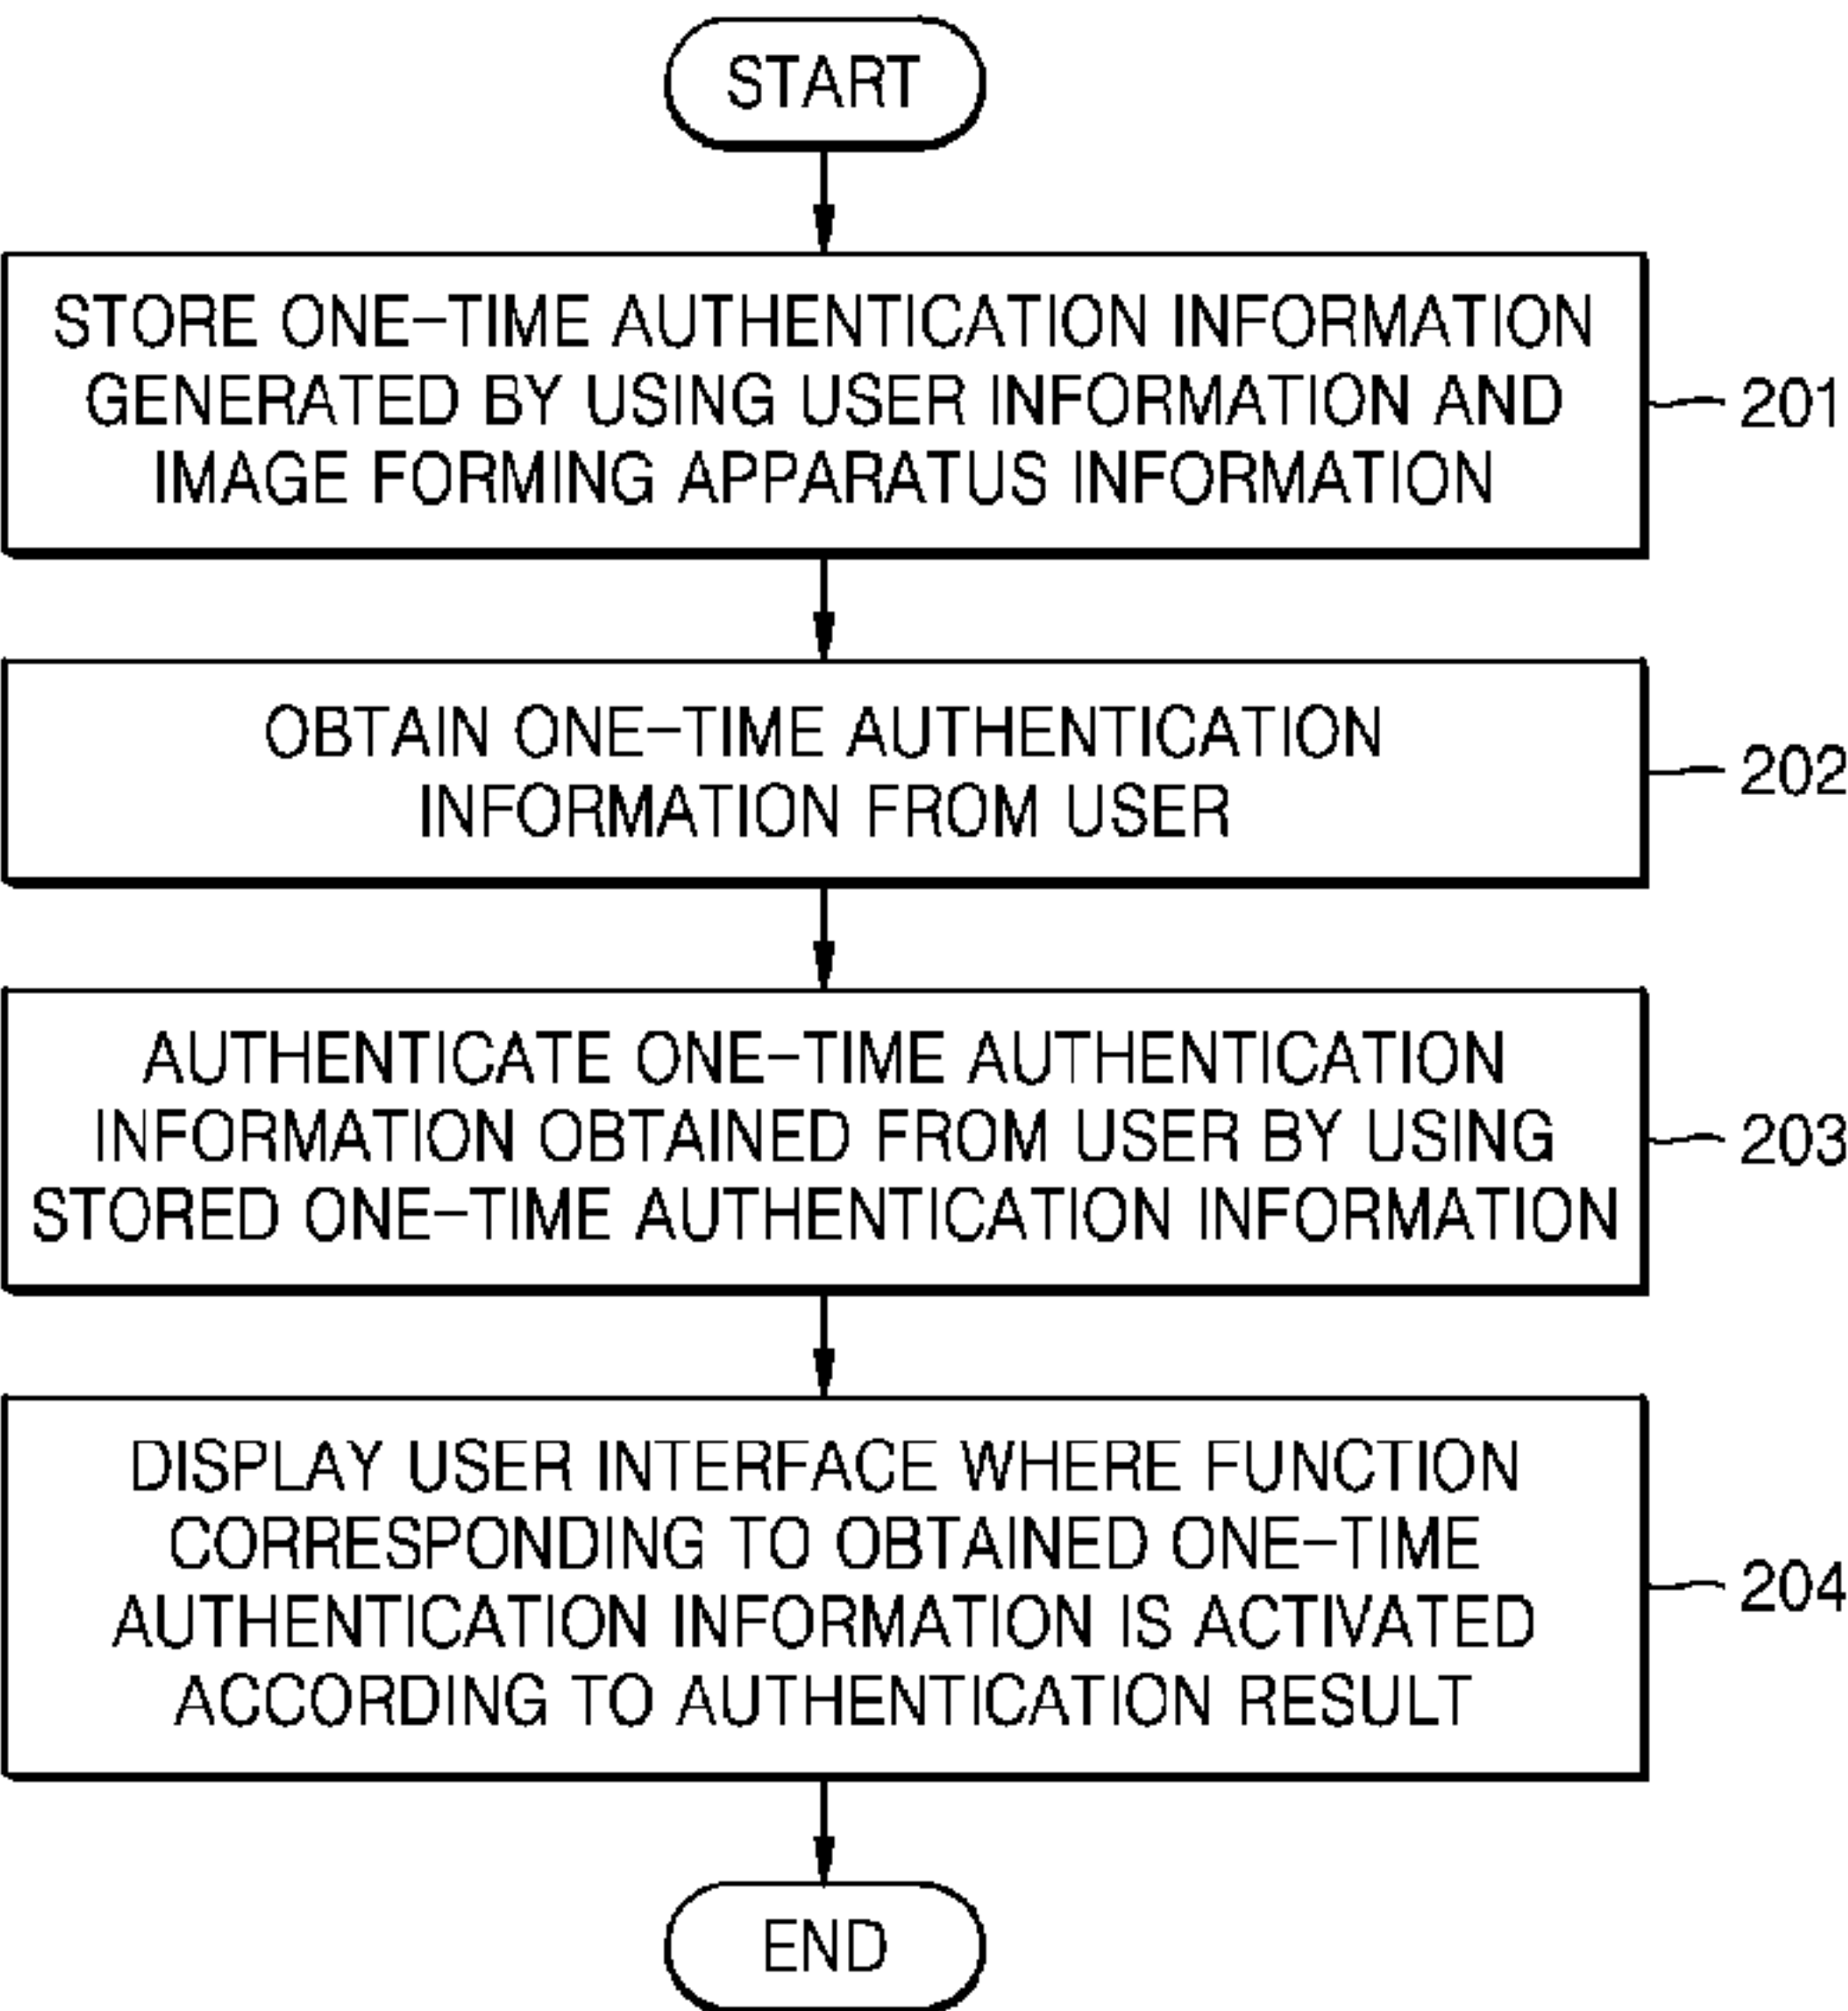 START
STORE ONE-TIME AUTHENTICATION INFORMATION
GENERATED BY USING USER INFORMATION AND
IMAGE FORMING APPARATUS INFORMATION
201
OBTAIN ONE-TIME AUTHENTICATION
INFORMATION FROM USER
202
AUTHENTICATE ONE-TIME AUTHENTICATION
INFORMATION OBTAINED FROM USER BY USING
STORED ONE-TIME AUTHENTICATION INFORMATION
203
DISPLAY USER INTERFACE WHERE FUNCTION
CORRESPONDING TO OBTAINED ONE-TIME
AUTHENTICATION INFORMATION IS ACTIVATED
ACCORDING TO AUTHENTICATION RESULT
204
END